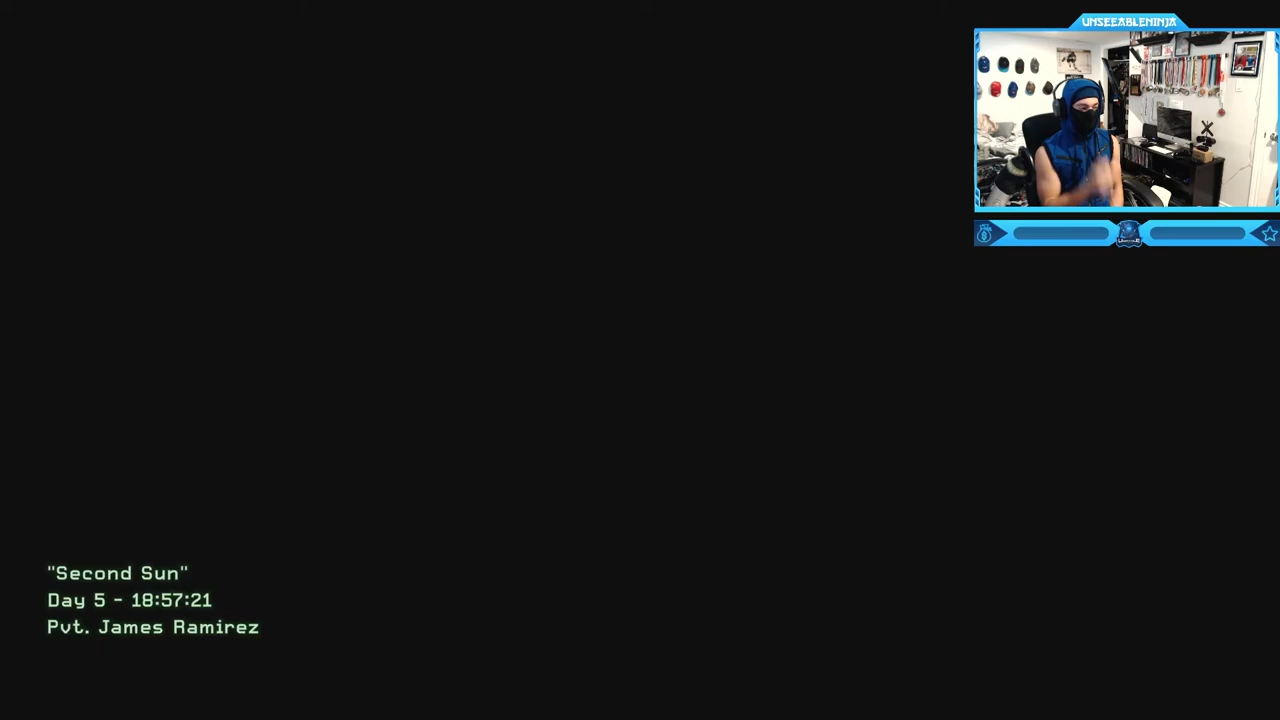 UNSEEABLENINJA
"Second Sun"
Day 5 - 18:57:21
Pvt. James Ramirez